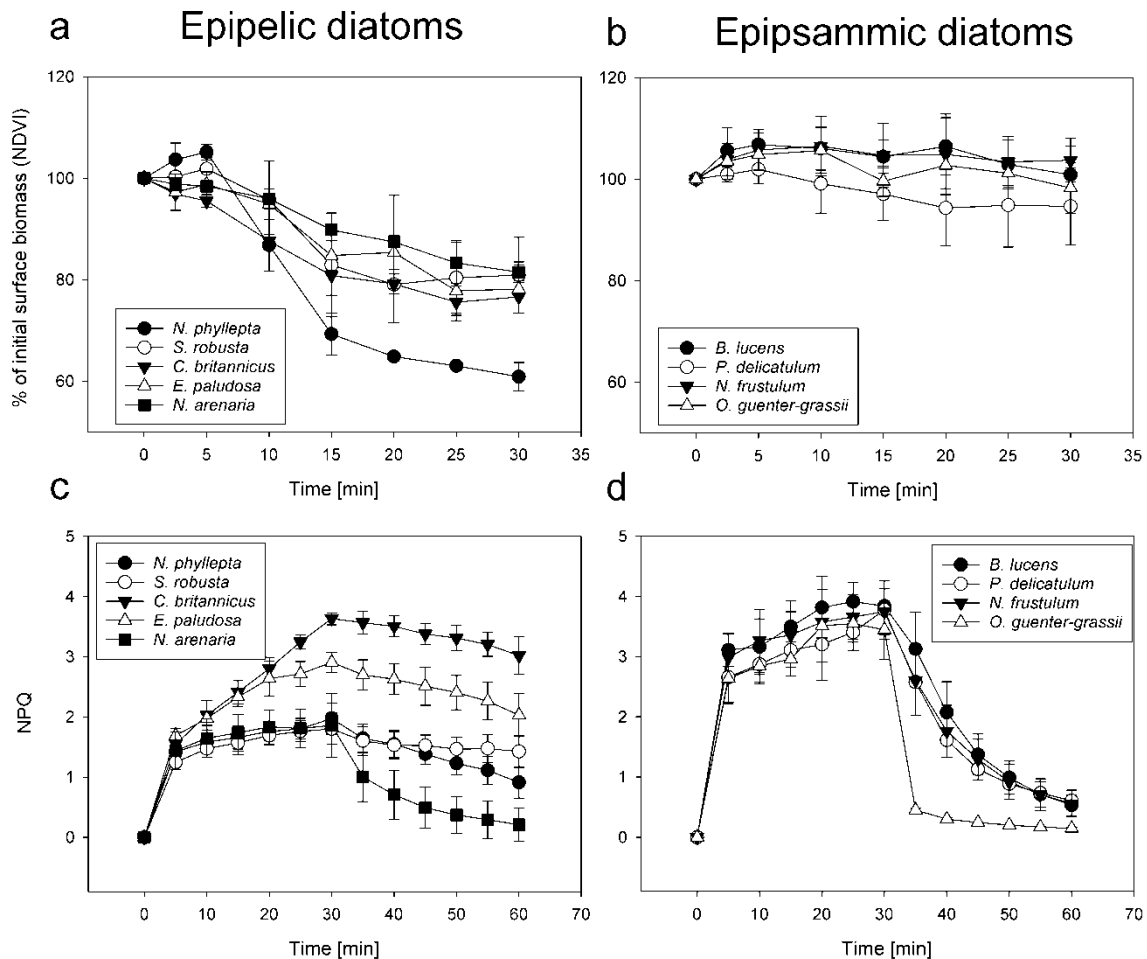 a
Epipelic diatoms
b
Epipsammic diatoms
% of initial surface biomass (NDVI)
120
100
80
60
N. phyllepta
S. robusta
C. britannicus
E. paludosa
N. arenaria
0 5 10 15 20 25 30 35
Time [min]
120
100
80
60
B. lucens
P. delicatulum
N. frustulum
O. guenter-grassii
0 5 10 15 20 25 30 35
Time [min]
c
NPQ
5
4
3
2
1
0
N. phyllepta
S. robusta
C. britannicus
E. paludosa
N. arenaria
0 10 20 30 40 50 60 70
Time [min]
d
5
4
3
2
1
0
B. lucens
P. delicatulum
N. frustulum
O. guenter-grassii
0 10 20 30 40 50 60 70
Time [min]